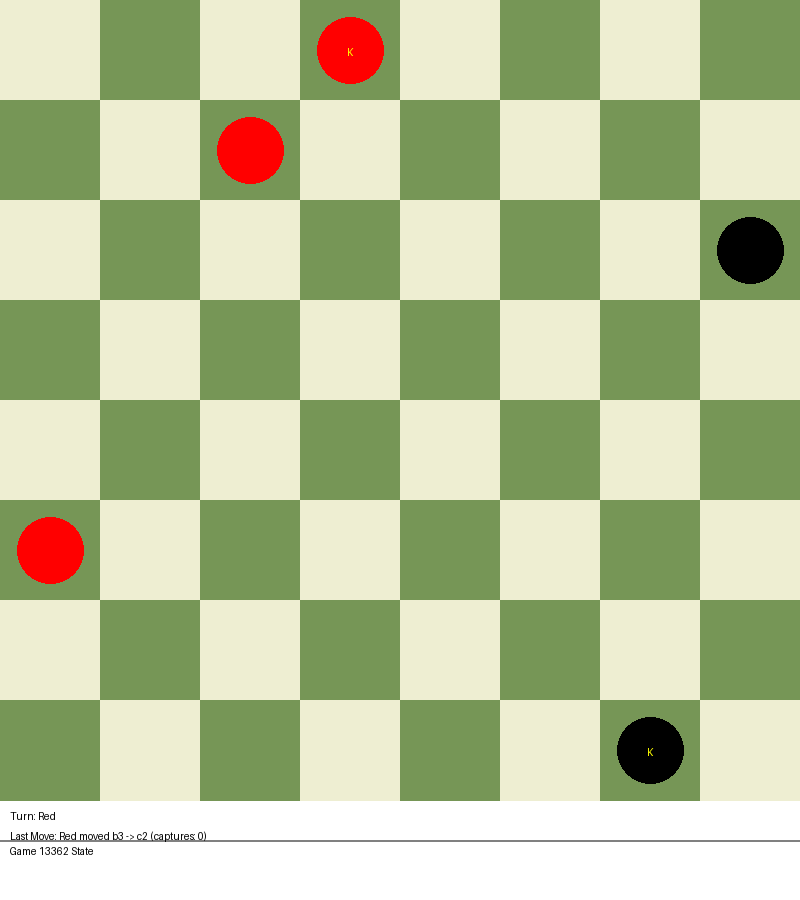 K
K
Turn: Red
Last Move: Red moved b3 -> c2 (captures: 0)
Game 13362 State